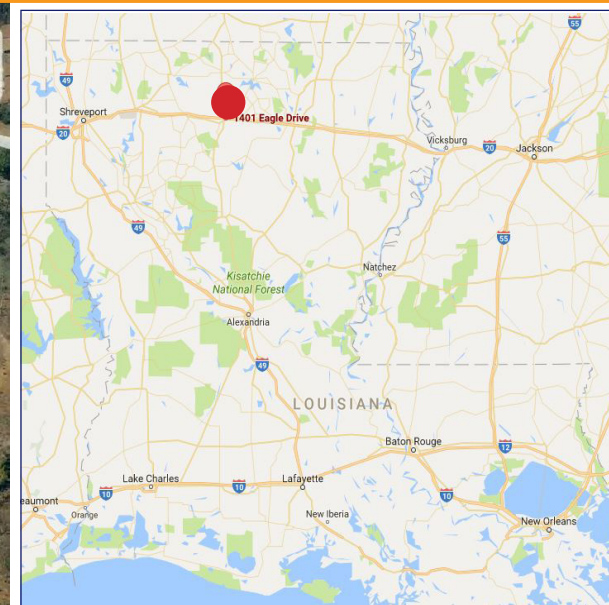 55
49
Shreveport
20
1401 Eagle Drive
Vicksburg
20
Jackson
49
55
Natchez
Kisatchie
National Forest
Alexandria
49
LOUISIANA
Baton Rouge
12
Lake Charles
10
10
Lafayette
10
eaumont
Orange
New Iberia
New Orleans